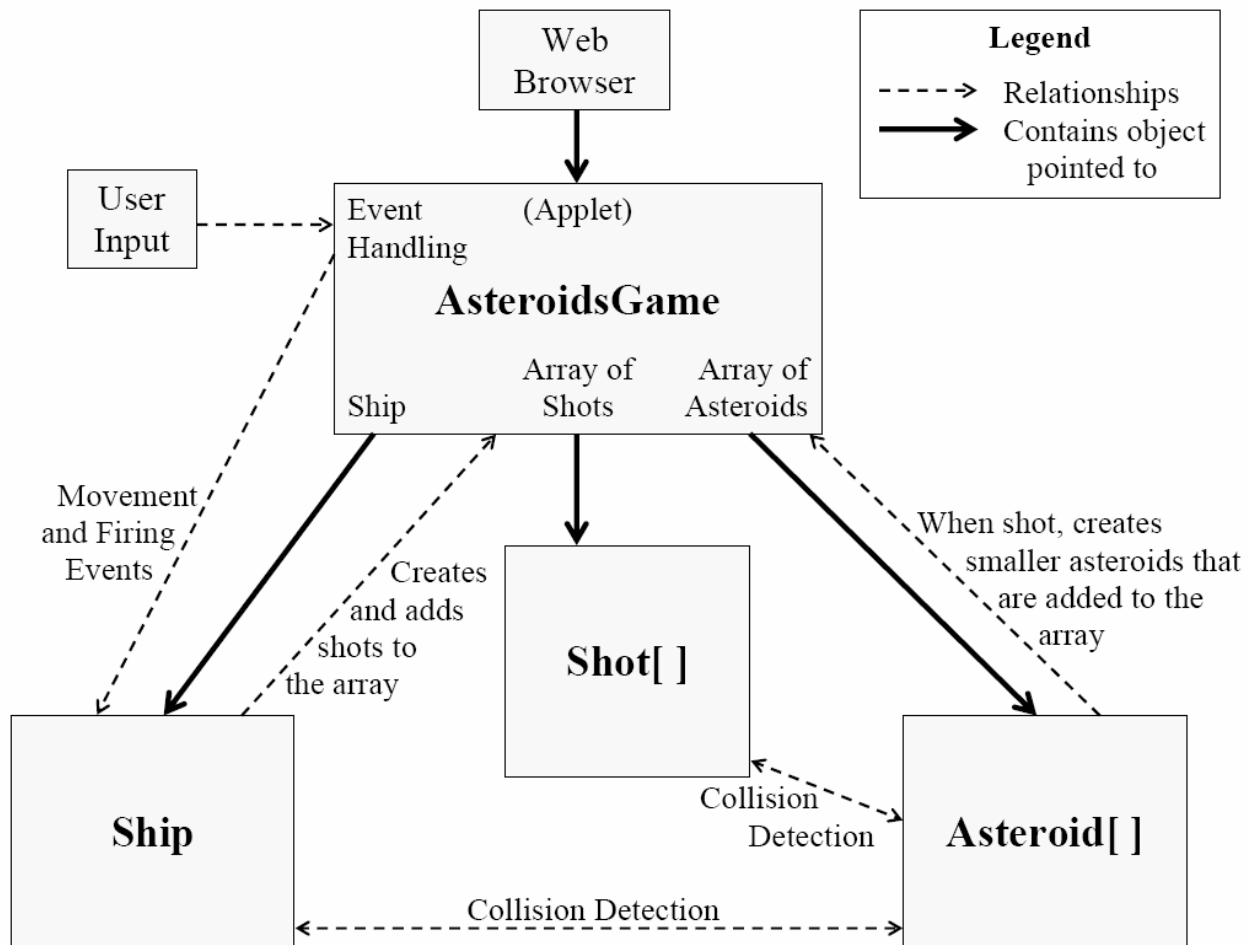 Web
Browser
Legend
Relationships
Contains object
pointed to
User
Input
Event
Handling
(Applet)
AsteroidsGame
Ship
Array of
Shots
Array of
Asteroids
Movement
and Firing
Events
Creates
and adds
shots to
the array
When shot, creates
smaller asteroids that
are added to the
array
Shot[ ]
Ship
Collision
Detection
Asteroid[ ]
Collision Detection